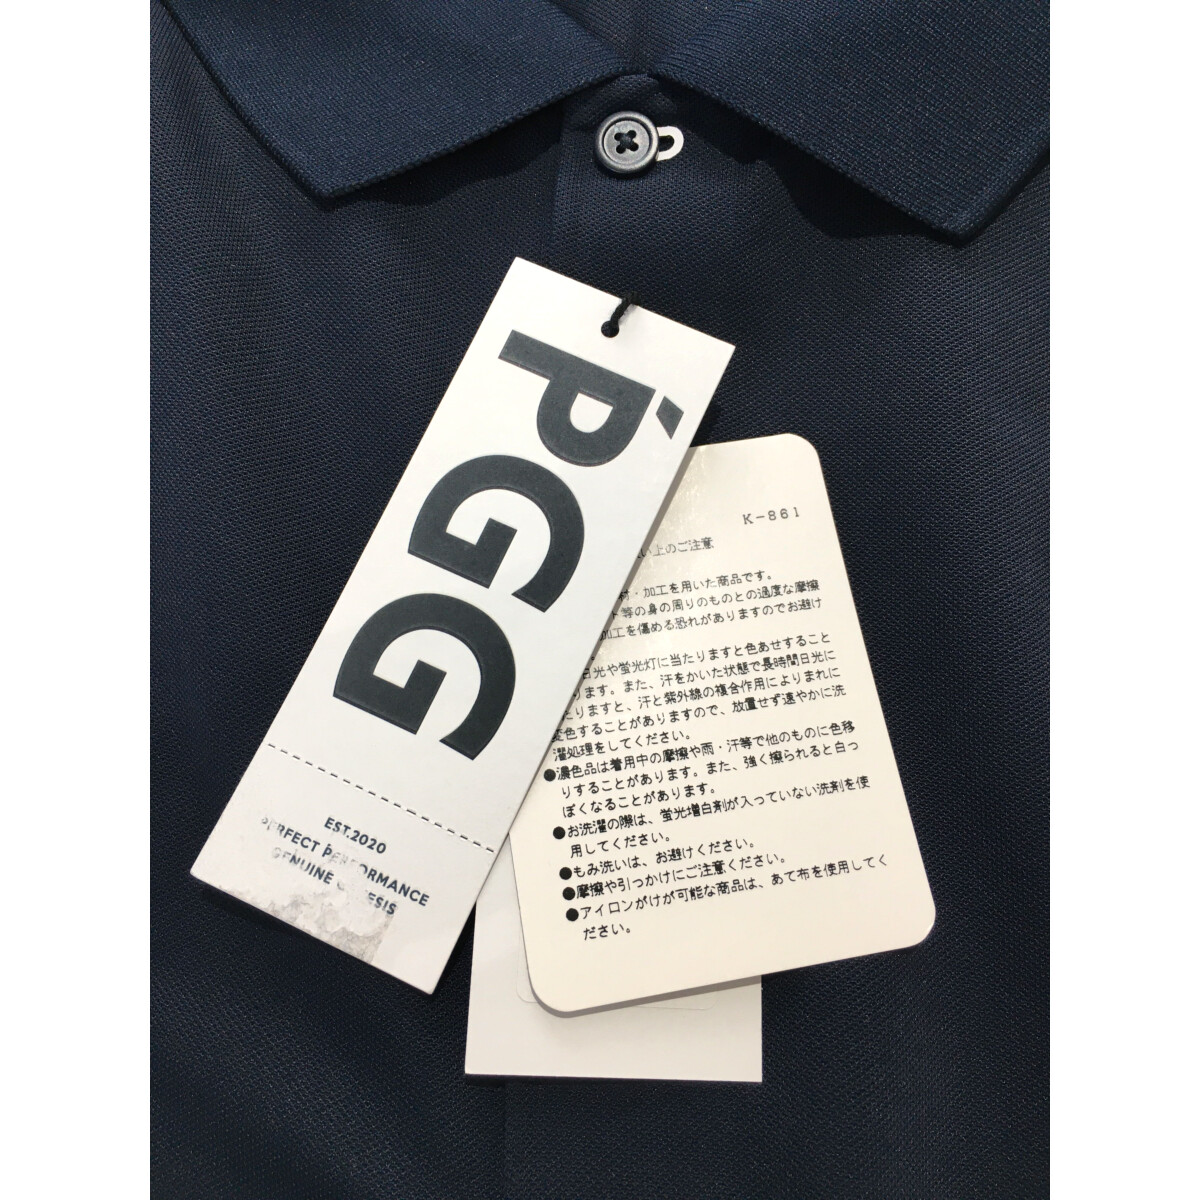 ṔGG
EST.2020
PERFECT PERFORMANCE
GENUINE
K-861
い上のご注意
材・加工を用いた商品です。
ト等の身の周りのものとの過度な摩擦
加工を傷める恐れがありますのでお避け
日光や蛍光灯に当たりますと色あせすること
ります。また、汗をかいた状態で長時間日光に
たりますと、汗と紫外線の複合作用によりまれに
変色することがありますので、放置せず速やかに洗
濯処理をしてください。
●濃色品は着用中の摩擦や雨・汗等で他のものに色移
りすることがあります。また、強く擦られると白っ
ぽくなることがあります。
●お洗濯の際は、蛍光増白剤が入っていない洗剤を使
用してください。
●もみ洗いは、お避けください。
●摩擦や引っかけにご注意ください。
●アイロンがけが可能な商品は、あて布を使用してく
ださい。